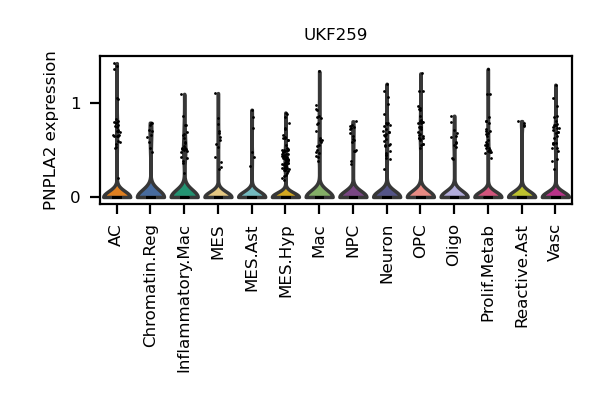 UKF259
PNPLA2 expression
1
0
AC
Chromatin.Reg
Inflammatory.Mac
MES
MES.Ast
MES.Hyp
Mac
NPC
Neuron
OPC
Oligo
Prolif.Metab
Reactive.Ast
Vasc